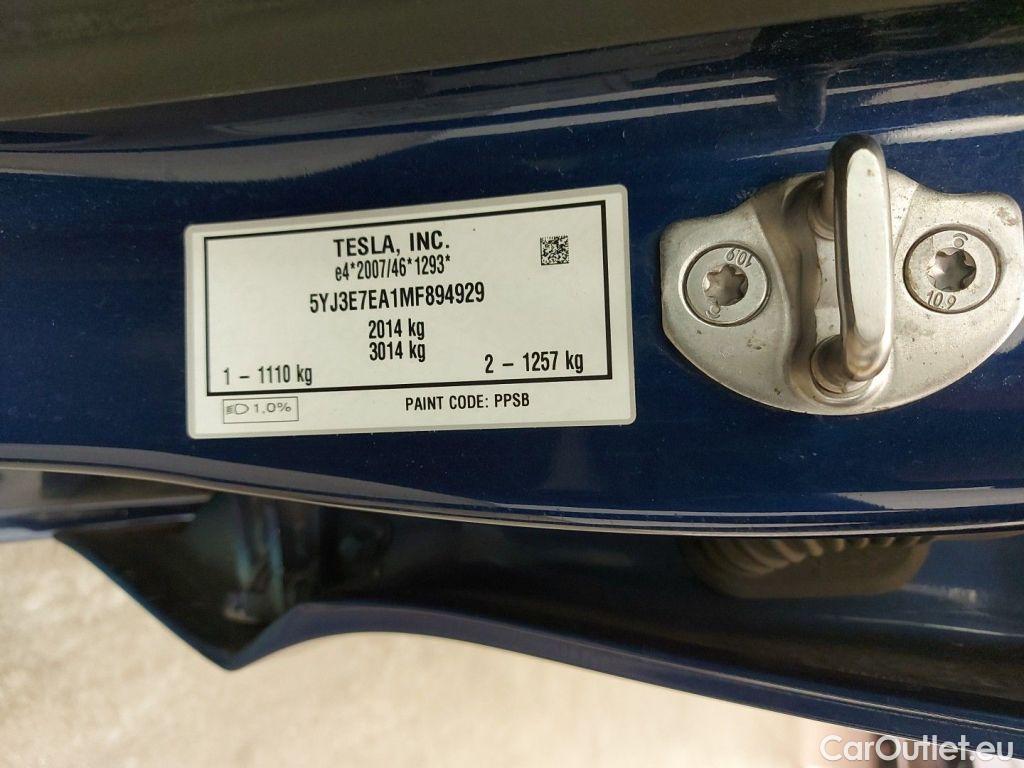 TESLA, INC.
e4*2007/46*1293*
5YJ3E7EA1MF894929
2014 kg
3014 kg
1 - 1110 kg
2 - 1257 kg
1,0%
PAINT CODE: PPSB
10.9
10.9
CarOutlet.eu